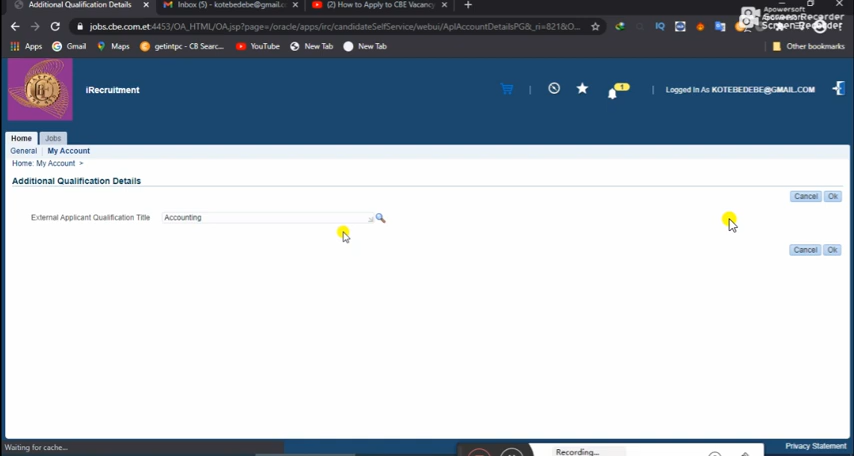 Additional Qualification Details
Inbox (5) - kotebedebe@gmail.c
(2) How to Apply to CBE Vacancy
Apowersoft
Screen Recorder
jobs.cbe.com.et:4453/OA_HTML/OA.jsp?page=/oracle/apps/irc/candidateSelfService/webui/AplAccountDetailsPG&_ri=821&O...
Apps
Gmail
Maps
getintpc - CB Searc...
YouTube
New Tab
New Tab
Other bookmarks
iRecruitment
1
Logged In As KOTEBEDEBE@GMAIL.COM
Home Jobs
General My Account
Home: My Account >
Additional Qualification Details
Cancel Ok
External Applicant Qualification Title Accounting
Cancel Ok
Waiting for cache...
Privacy Statement
Recording...